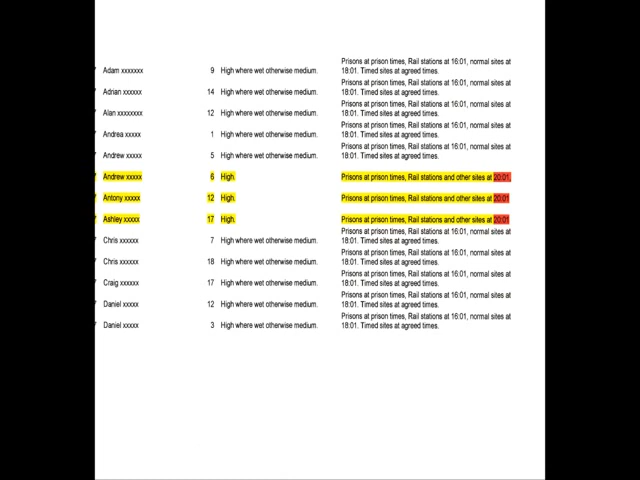 Prisons at prison times, Rail stations at 16:01, normal sites at
Adam xxxxxxx 9 High where wet otherwise medium. 18:01. Timed sites at agreed times.
Prisons at prison times, Rail stations at 16:01, normal sites at
Adrian xxxxxx 14 High where wet otherwise medium. 18:01. Timed sites at agreed times.
Prisons at prison times, Rail stations at 16:01, normal sites at
Alan xxxxxxxx 12 High where wet otherwise medium. 18:01. Timed sites at agreed times.
Prisons at prison times, Rail stations at 16:01, normal sites at
Andrea xxxxx 1 High where wet otherwise medium. 18:01. Timed sites at agreed times.
Prisons at prison times, Rail stations at 16:01, normal sites at
Andrew xxxxx 5 High where wet otherwise medium. 18:01. Timed sites at agreed times.
Andrew xxxxx 6 High. Prisons at prison times, Rail stations and other sites at 20:01.
Antony xxxxx 12 High. Prisons at prison times, Rail stations and other sites at 20:01
Ashley xxxxx 17 High. Prisons at prison times, Rail stations and other sites at 20:01
Prisons at prison times, Rail stations at 16:01, normal sites at
Chris xxxxxx 7 High where wet otherwise medium. 18:01. Timed sites at agreed times.
Prisons at prison times, Rail stations at 16:01, normal sites at
Chris xxxxxx 18 High where wet otherwise medium. 18:01. Timed sites at agreed times.
Prisons at prison times, Rail stations at 16:01, normal sites at
Craig xxxxxx 17 High where wet otherwise medium. 18:01. Timed sites at agreed times.
Prisons at prison times, Rail stations at 16:01, normal sites at
Daniel xxxxx 12 High where wet otherwise medium. 18:01. Timed sites at agreed times.
Prisons at prison times, Rail stations at 16:01, normal sites at
Daniel xxxxx 3 High where wet otherwise medium. 18:01. Timed sites at agreed times.